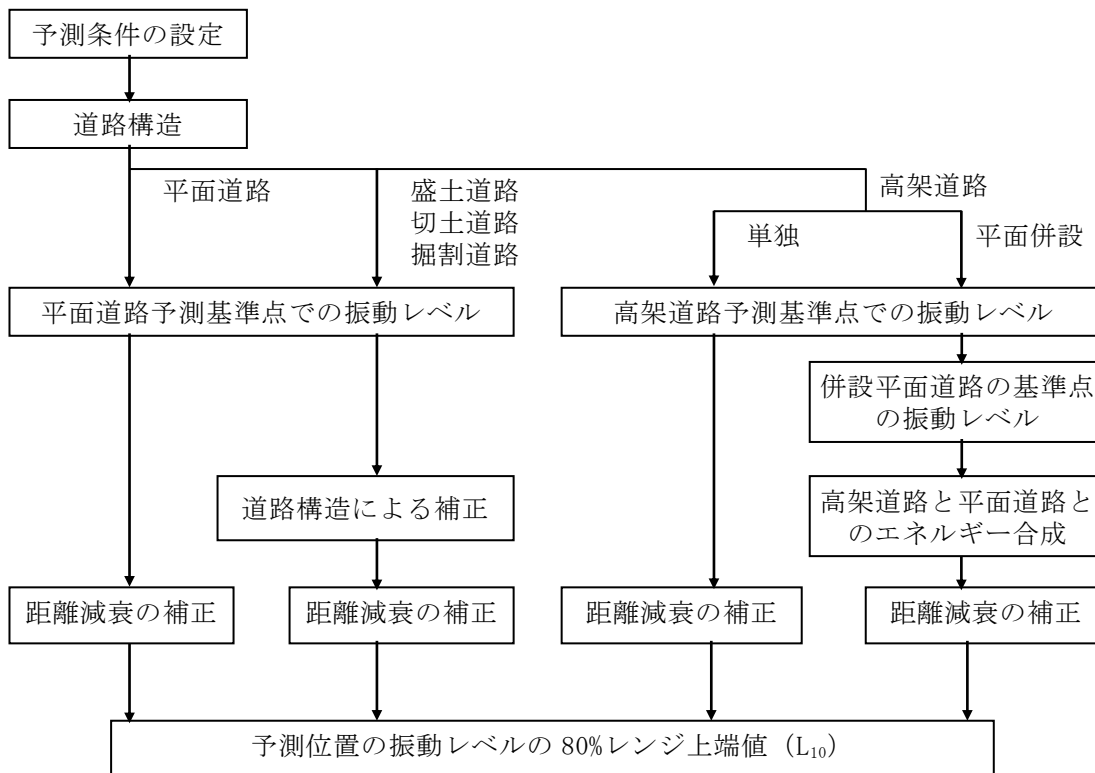 予測条件の設定
道路構造
平面道路
盛土道路
切土道路
掘割道路
高架道路
単独
平面併設
平面道路予測基準点での振動レベル
高架道路予測基準点での振動レベル
併設平面道路の基準点
の振動レベル
道路構造による補正
高架道路と平面道路と
のエネルギー合成
距離減衰の補正
距離減衰の補正
距離減衰の補正
距離減衰の補正
予測位置の振動レベルの 80%レンジ上端値（L₁₀）